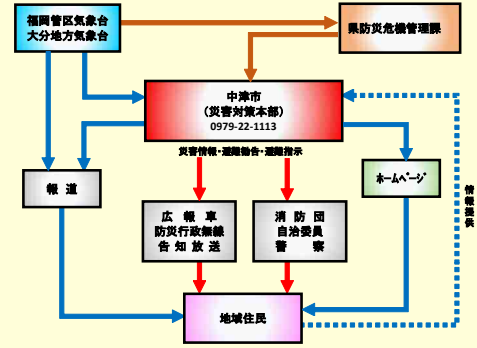 福岡管区気象台
大分地方気象台
県防災危機管理課
中津市
(災害対策本部)
0979-22-1113
災害情報・避難勧告・避難指示
報 道
ホームページ
広 報 車
防災行政無線
告 知 放 送
消 防 団
自治委員
警 察
情報提供
地域住民